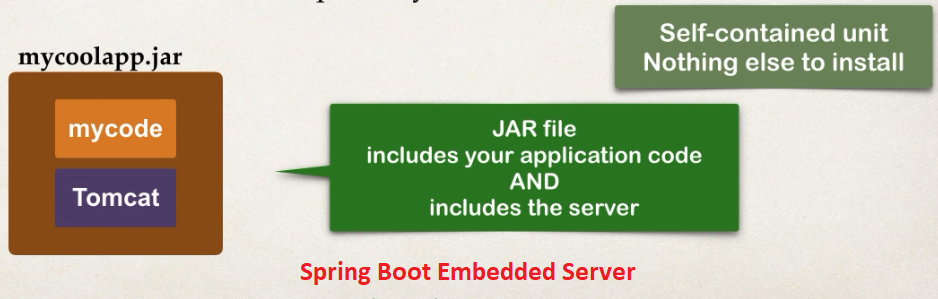 Self-contained unit
Nothing else to install
mycoolapp.jar
mycode
Tomcat
JAR file
includes your application code
AND
includes the server
Spring Boot Embedded Server